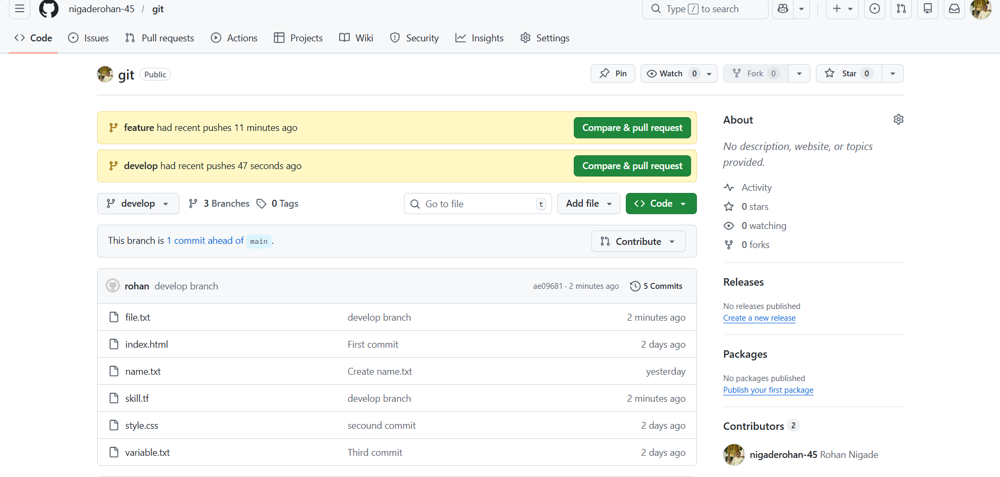 nigaderohan-45 / git
Type / to search
Code Issues Pull requests Actions Projects Wiki Security Insights Settings
git Public
Pin Watch 0 Fork 0 Star 0
feature had recent pushes 11 minutes ago Compare & pull request
develop had recent pushes 47 seconds ago Compare & pull request
develop 3 Branches 0 Tags Go to file t Add file Code
This branch is 1 commit ahead of main . Contribute
rohan develop branch ae09681 · 2 minutes ago 5 Commits
file.txt develop branch 2 minutes ago
index.html First commit 2 days ago
name.txt Create name.txt yesterday
skill.tf develop branch 2 minutes ago
style.css secound commit 2 days ago
variable.txt Third commit 2 days ago
About
No description, website, or topics
provided.
Activity
0 stars
0 watching
0 forks
Releases
No releases published
Create a new release
Packages
No packages published
Publish your first package
Contributors 2
nigaderohan-45 Rohan Nigade